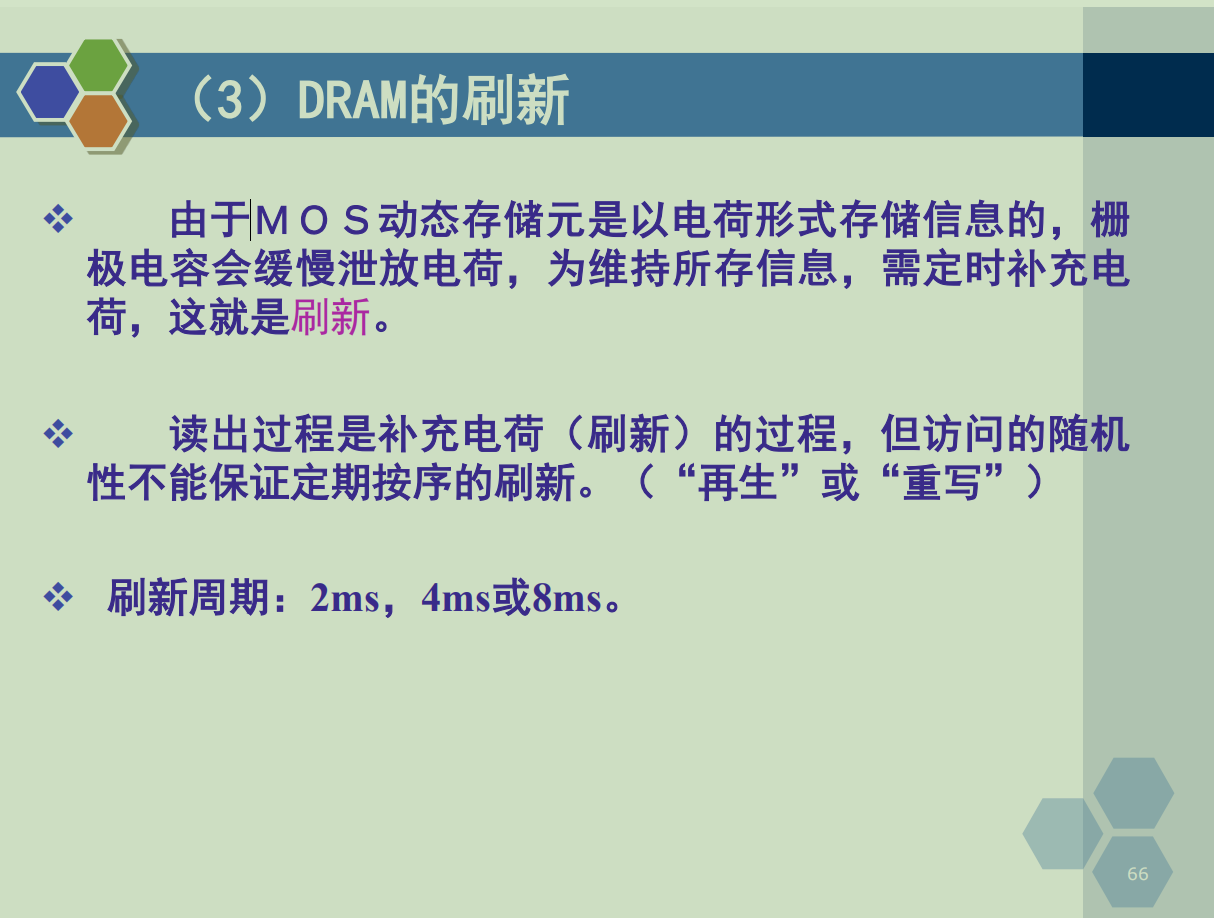 （3）DRAM的刷新
由于ＭＯＳ动态存储元是以电荷形式存储信息的，栅
极电容会缓慢泄放电荷，为维持所存信息，需定时补充电
荷，这就是刷新。
读出过程是补充电荷（刷新）的过程，但访问的随机
性不能保证定期按序的刷新。（“再生”或“重写”）
刷新周期：2ms，4ms或8ms。
66